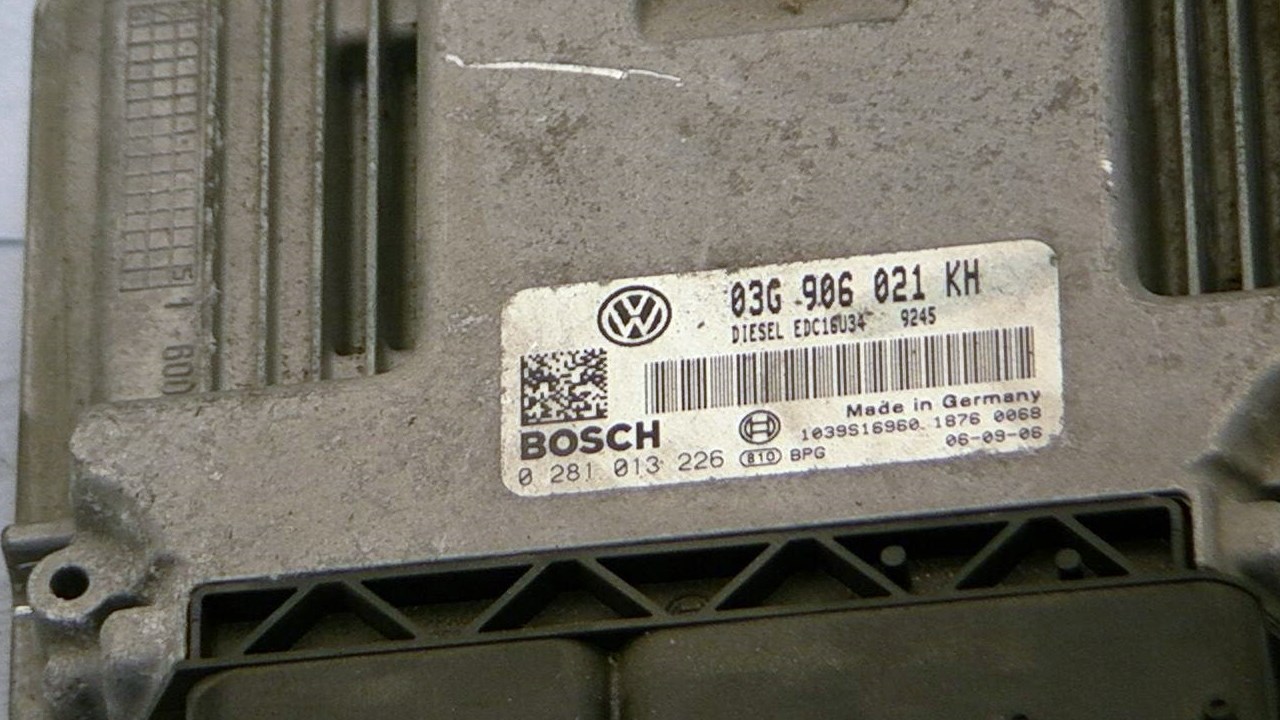 03G 906 021 KH
DIESEL EDC16U34 9245
Made in Germany
BOSCH
1039S16960 1876 0068
0 281 013 226 810 BPG
06-09-06